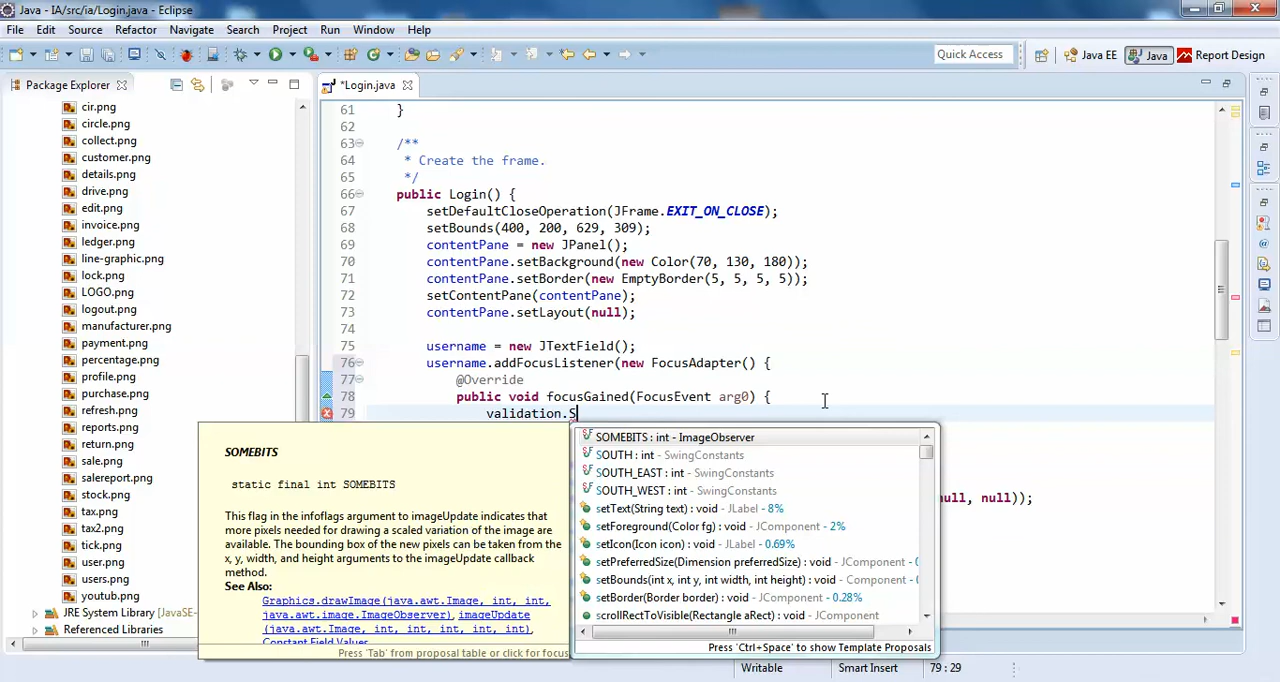 Java - IA/src/ia/Login.java - Eclipse
File Edit Source Refactor Navigate Search Project Run Window Help
Quick Access Java EE Java Report Design
Package Explorer *Login.java
cir.png
circle.png
collect.png
customer.png
details.png
drive.png
edit.png
invoice.png
ledger.png
line-graphic.png
lock.png
LOGO.png
logout.png
manufacturer.png
payment.png
percentage.png
profile.png
purchase.png
refresh.png
reports.png
return.png
sale.png
salereport.png
stock.png
tax.png
tax2.png
tick.png
user.png
users.png
youtub.png
JRE System Library [JavaSE-
Referenced Libraries
61 }
62
63 /**
64 * Create the frame.
65 */
66 public Login() {
67 setDefaultCloseOperation(JFrame.EXIT_ON_CLOSE);
68 setBounds(400, 200, 629, 309);
69 contentPane = new JPanel();
70 contentPane.setBackground(new Color(70, 130, 180));
71 contentPane.setBorder(new EmptyBorder(5, 5, 5, 5));
72 setContentPane(contentPane);
73 contentPane.setLayout(null);
74
75 username = new JTextField();
76 username.addFocusListener(new FocusAdapter() {
77 @Override
78 public void focusGained(FocusEvent arg0) {
79 validation.S
null, null));
SOMEBITS
static final int SOMEBITS
This flag in the infoflags argument to imageUpdate indicates that
more pixels needed for drawing a scaled variation of the image are
available. The bounding box of the new pixels can be taken from the
x, y, width, and height arguments to the imageUpdate callback
method.
See Also:
Graphics.drawImage(java.awt.Image, int, int,
java.awt.image.ImageObserver), imageUpdate
(java.awt.Image, int, int, int, int, int),
Constant Field Values
Press 'Tab' from proposal table or click for focus
SOMEBITS : int - ImageObserver
SOUTH : int - SwingConstants
SOUTH_EAST : int - SwingConstants
SOUTH_WEST : int - SwingConstants
setText(String text) : void - JLabel - 8%
setForeground(Color fg) : void - JComponent - 2%
setIcon(Icon icon) : void - JLabel - 0.69%
setPreferredSize(Dimension preferredSize) : void - JComponent - 0
setBounds(int x, int y, int width, int height) : void - Component - 0
setBorder(Border border) : void - JComponent - 0.28%
scrollRectToVisible(Rectangle aRect) : void - JComponent
Press 'Ctrl+Space' to show Template Proposals
Writable Smart Insert 79 : 29